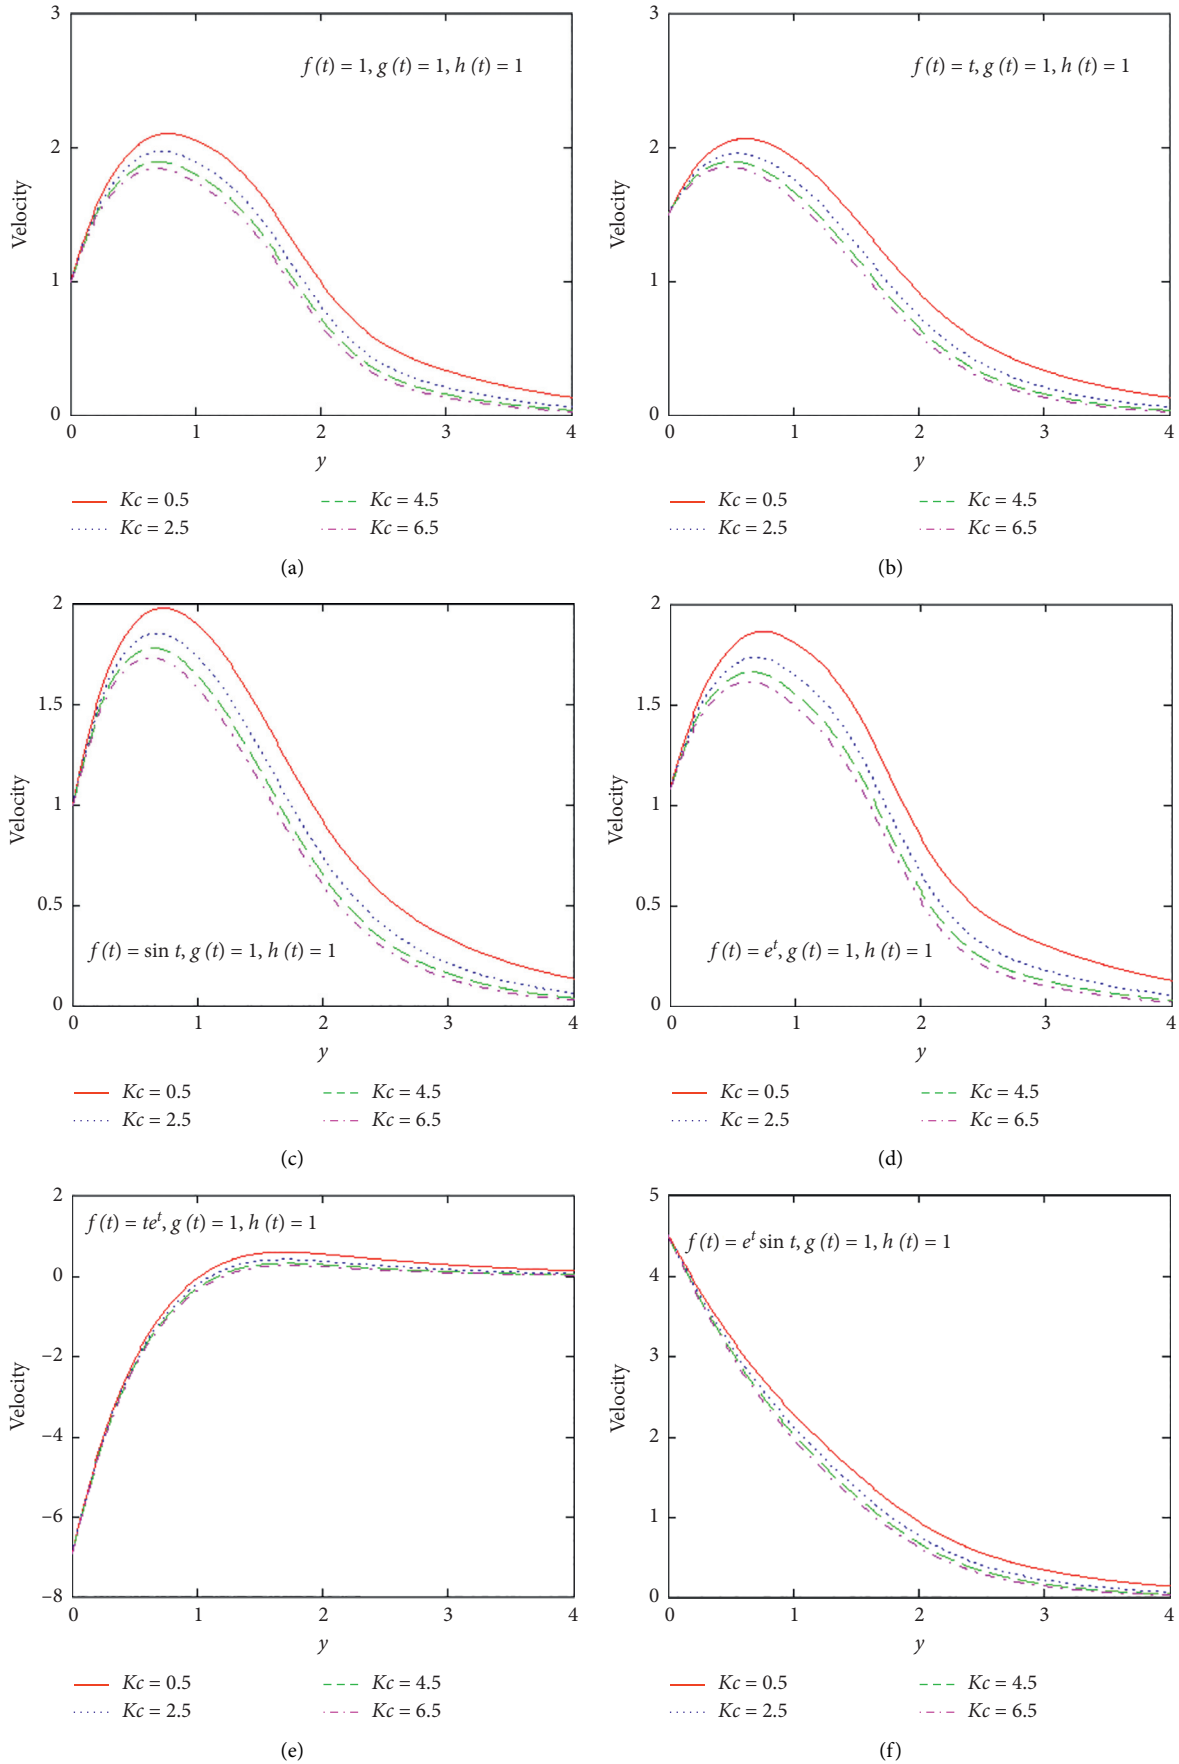 3
2
1
0
Velocity
f (t) = 1, g (t) = 1, h (t) = 1
0 1 2 3 4
y
Kc = 0.5
Kc = 2.5
Kc = 4.5
Kc = 6.5
(a)
3
2
1
0
Velocity
f (t) = t, g (t) = 1, h (t) = 1
0 1 2 3 4
y
Kc = 0.5
Kc = 2.5
Kc = 4.5
Kc = 6.5
(b)
2
1.5
1
0.5
0
Velocity
f (t) = sin t, g (t) = 1, h (t) = 1
0 1 2 3 4
y
Kc = 0.5
Kc = 2.5
Kc = 4.5
Kc = 6.5
(c)
2
1.5
1
0.5
0
Velocity
f (t) = e^t, g (t) = 1, h (t) = 1
0 1 2 3 4
y
Kc = 0.5
Kc = 2.5
Kc = 4.5
Kc = 6.5
(d)
2
0
−2
−4
−6
−8
Velocity
f (t) = te^t, g (t) = 1, h (t) = 1
0 1 2 3 4
y
Kc = 0.5
Kc = 2.5
Kc = 4.5
Kc = 6.5
(e)
5
4
3
2
1
0
Velocity
f (t) = e^t sin t, g (t) = 1, h (t) = 1
0 1 2 3 4
y
Kc = 0.5
Kc = 2.5
Kc = 4.5
Kc = 6.5
(f)